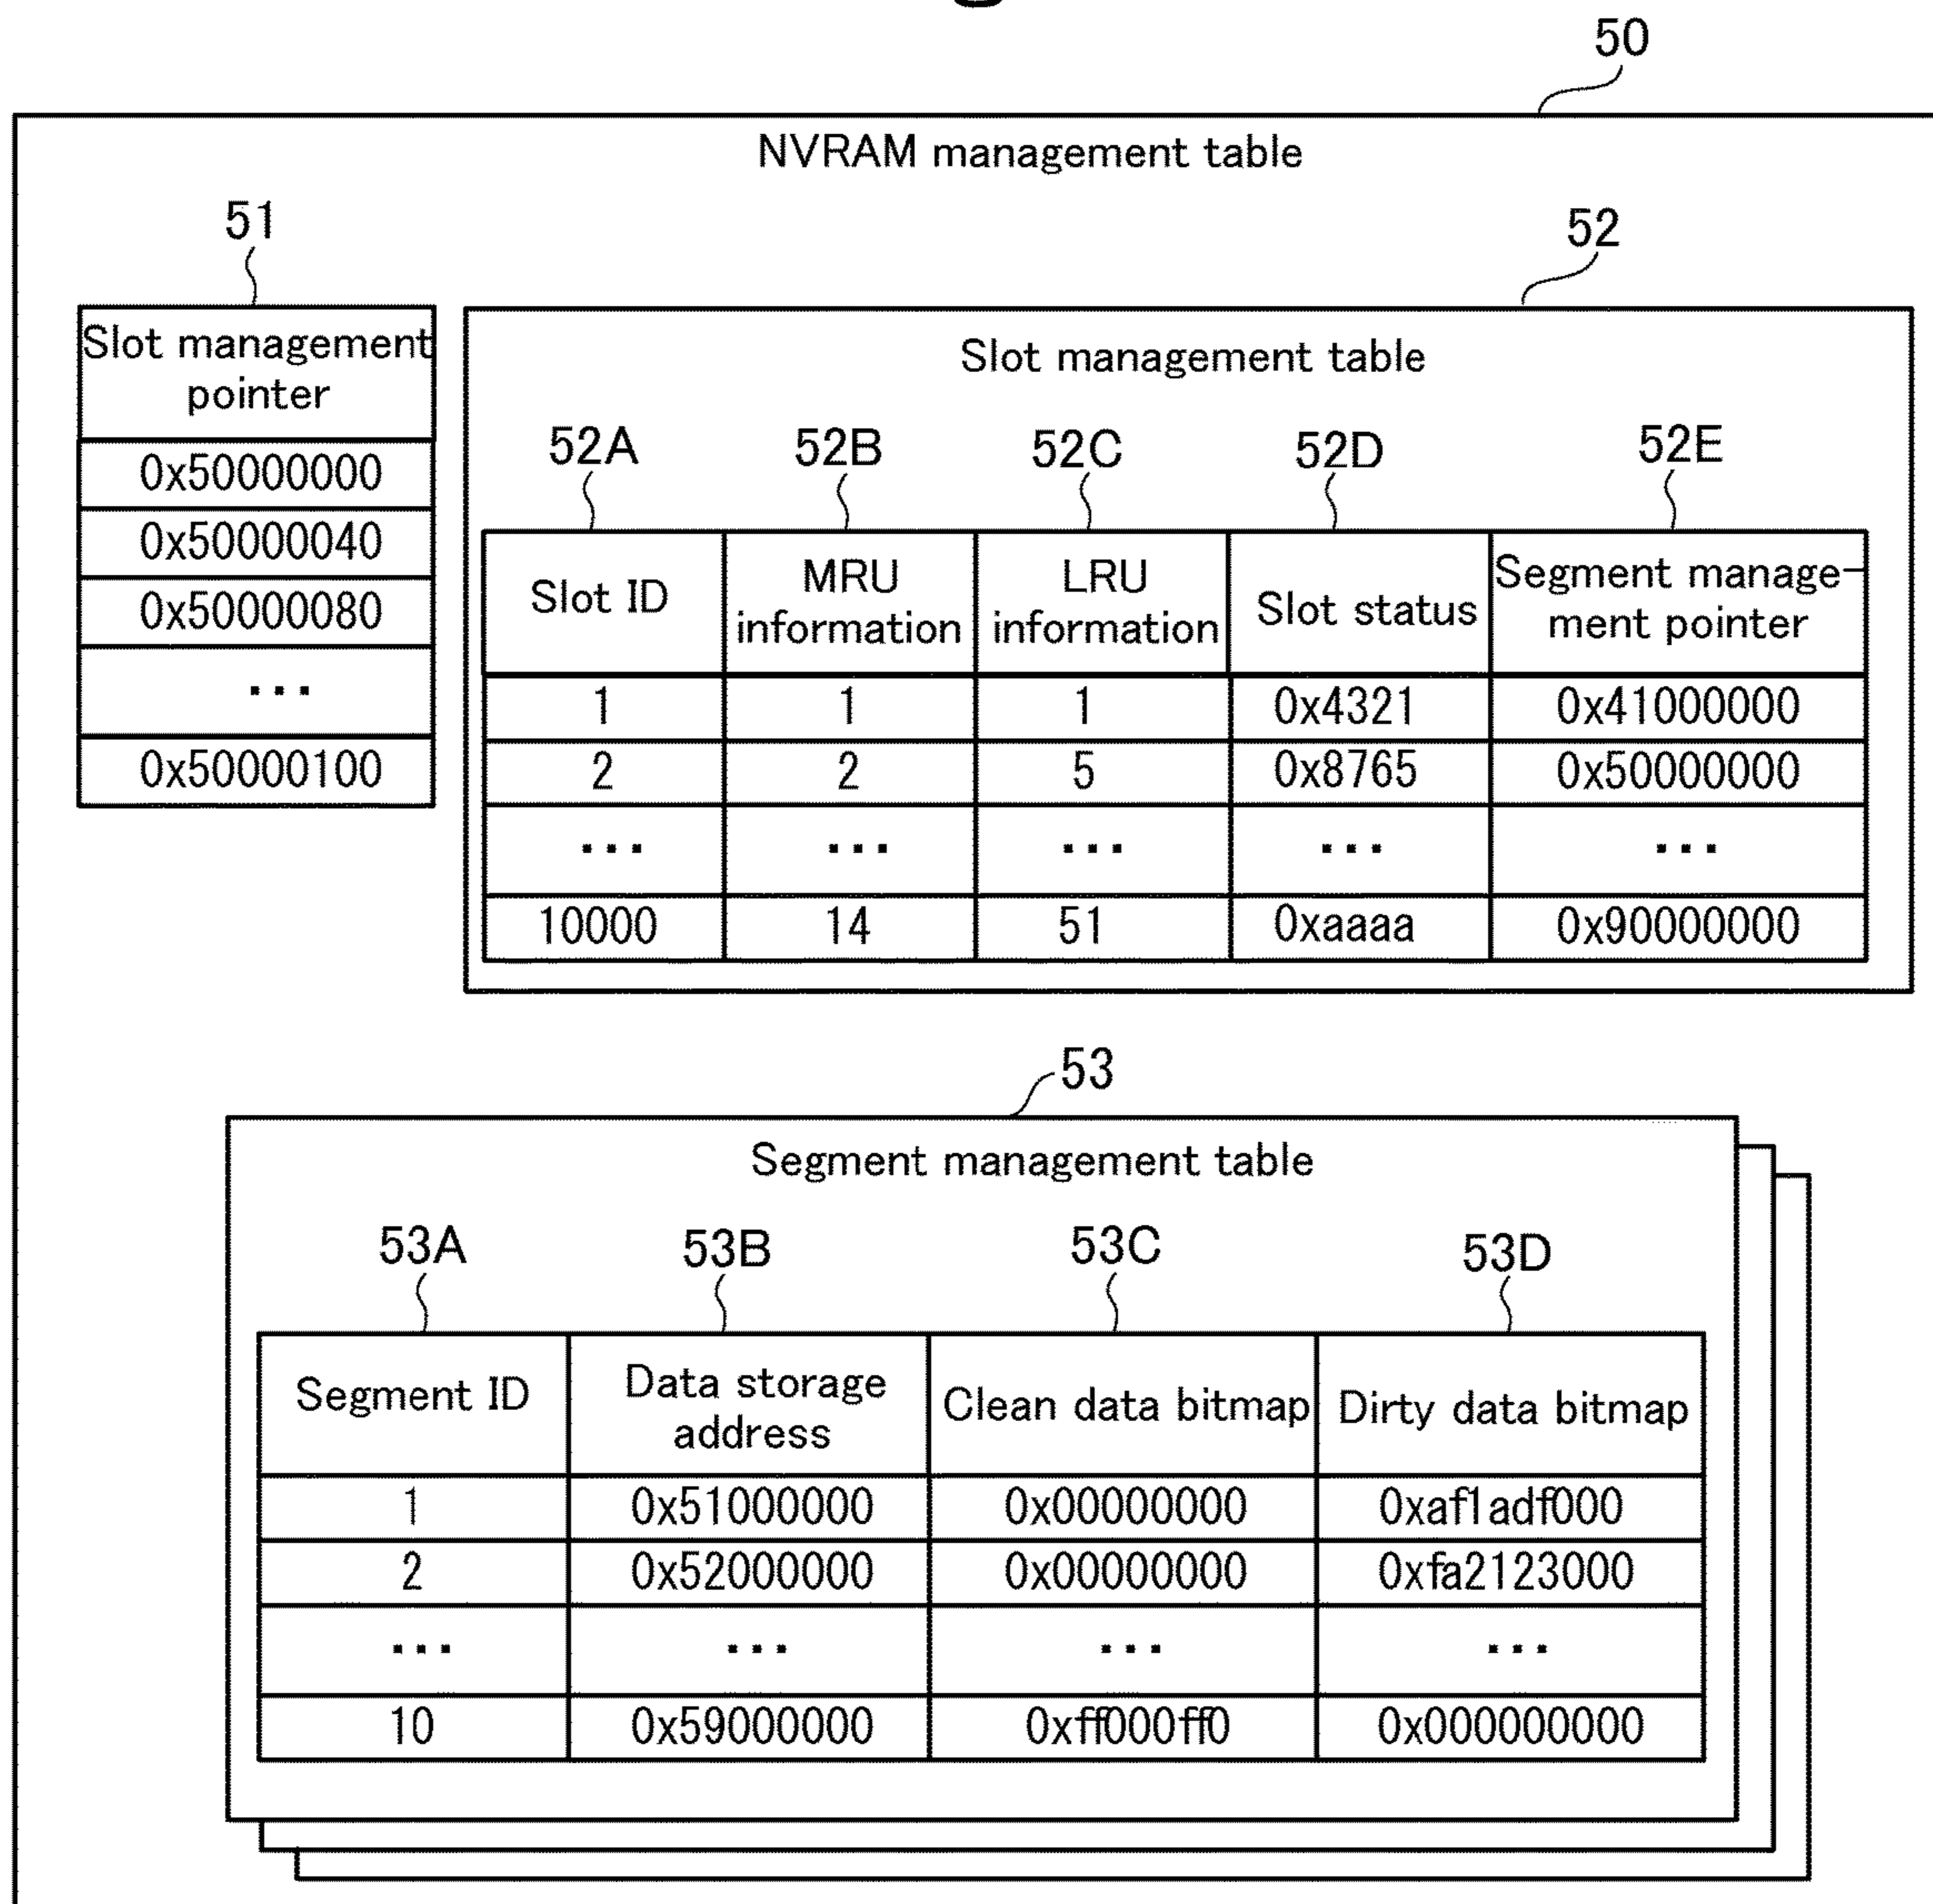 50
NVRAM management table
51
52
Slot management
pointer
0x50000000
0x50000040
0x50000080
...
0x50000100
Slot management table
52A 52B 52C 52D 52E
Slot ID MRU information LRU information Slot status Segment manage-ment pointer
1 1 1 0x4321 0x41000000
2 2 5 0x8765 0x50000000
... ... ... ... ...
10000 14 51 0xaaaa 0x90000000
53
Segment management table
53A 53B 53C 53D
Segment ID Data storage address Clean data bitmap Dirty data bitmap
1 0x51000000 0x00000000 0xaf1adf000
2 0x52000000 0x00000000 0xfa2123000
... ... ... ...
10 0x59000000 0xff000ff0 0x000000000